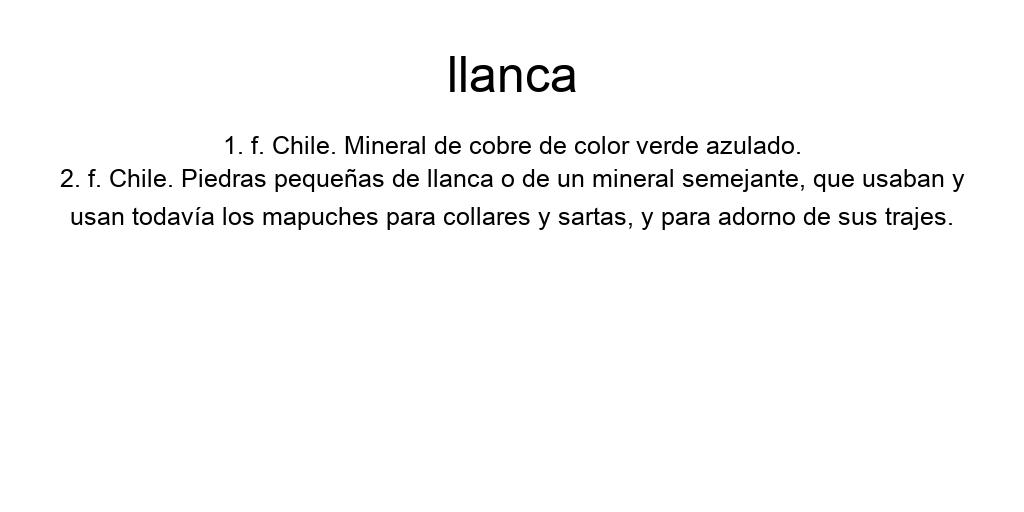 llanca
1. f. Chile. Mineral de cobre de color verde azulado.
2. f. Chile. Piedras pequeñas de llanca o de un mineral semejante, que usaban y
usan todavía los mapuches para collares y sartas, y para adorno de sus trajes.